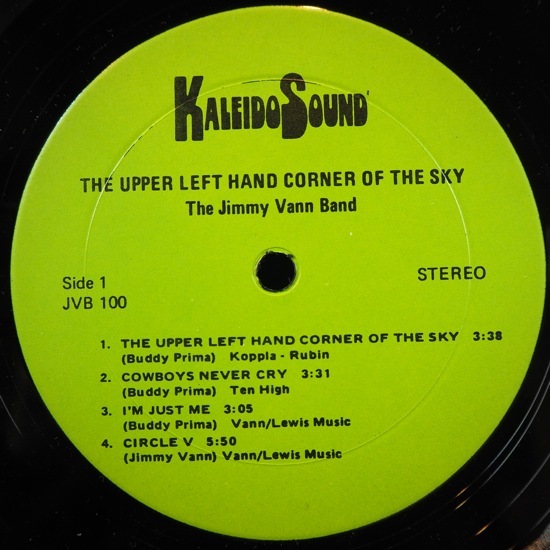 KALEIDOSOUND
THE UPPER LEFT HAND CORNER OF THE SKY
The Jimmy Vann Band
Side 1
JVB 100
STEREO
1. THE UPPER LEFT HAND CORNER OF THE SKY 3:38
(Buddy Prima) Koppla - Rubin
2. COWBOYS NEVER CRY 3:31
(Buddy Prima) Ten High
3. I'M JUST ME 3:05
(Buddy Prima) Vann/Lewis Music
4. CIRCLE V 5:50
(Jimmy Vann) Vann/Lewis Music